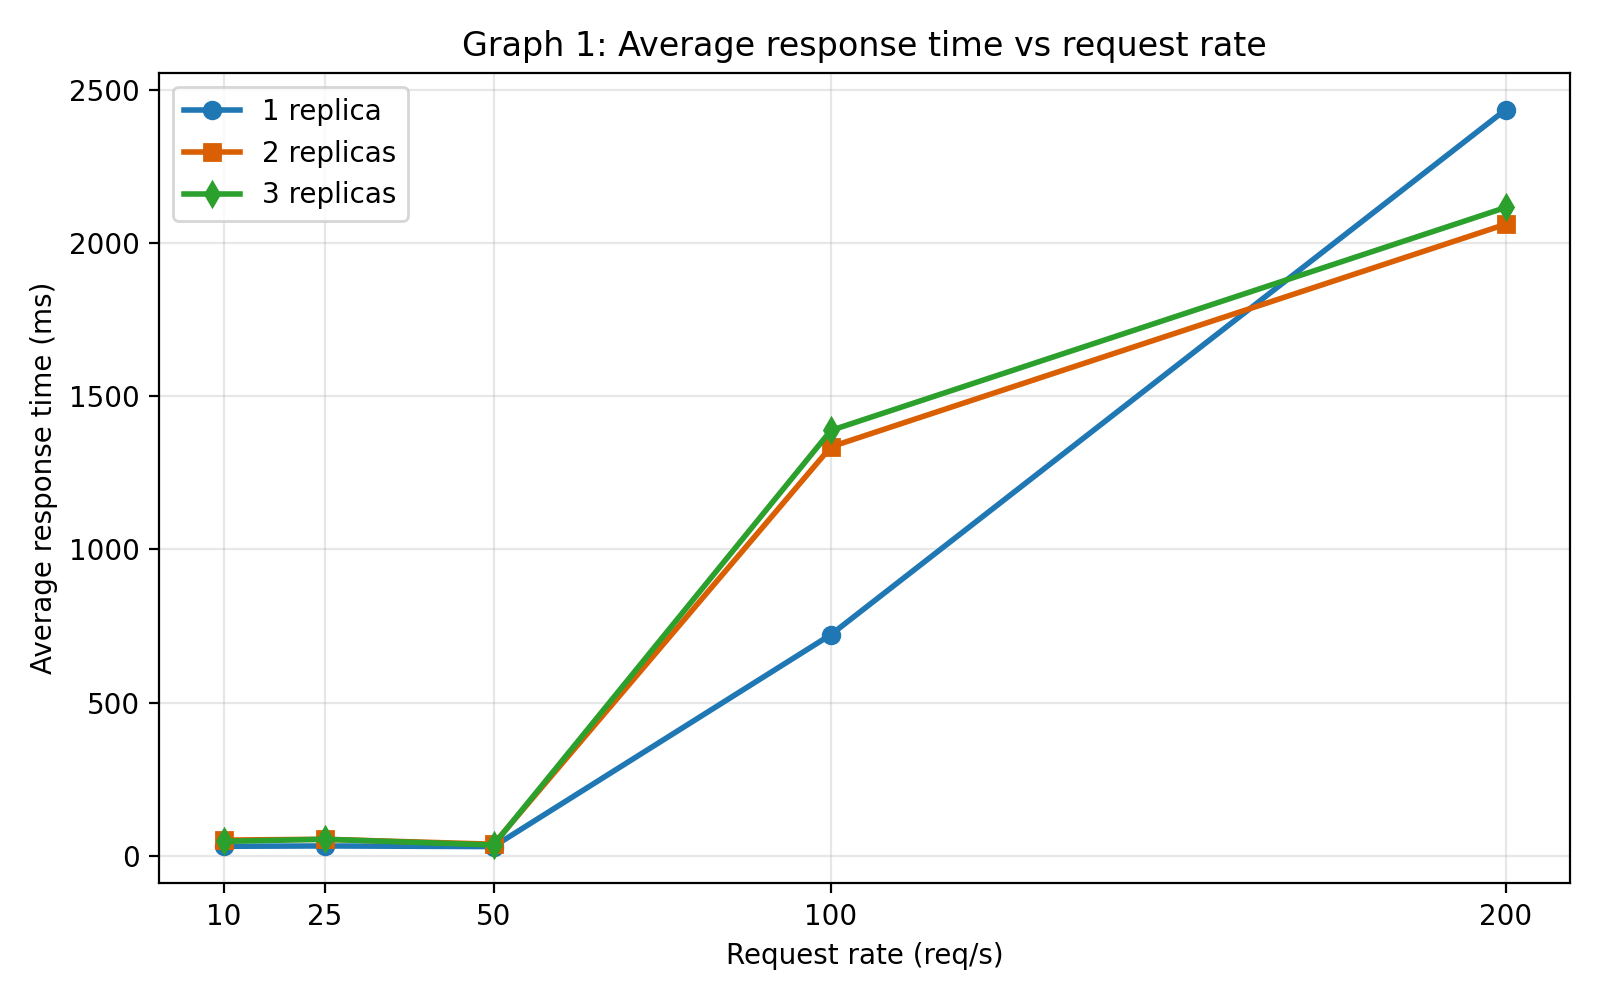 Graph 1: Average response time vs request rate
1 replica
2 replicas
3 replicas
Average response time (ms)
2500
2000
1500
1000
500
0
10 25 50 100 200
Request rate (req/s)